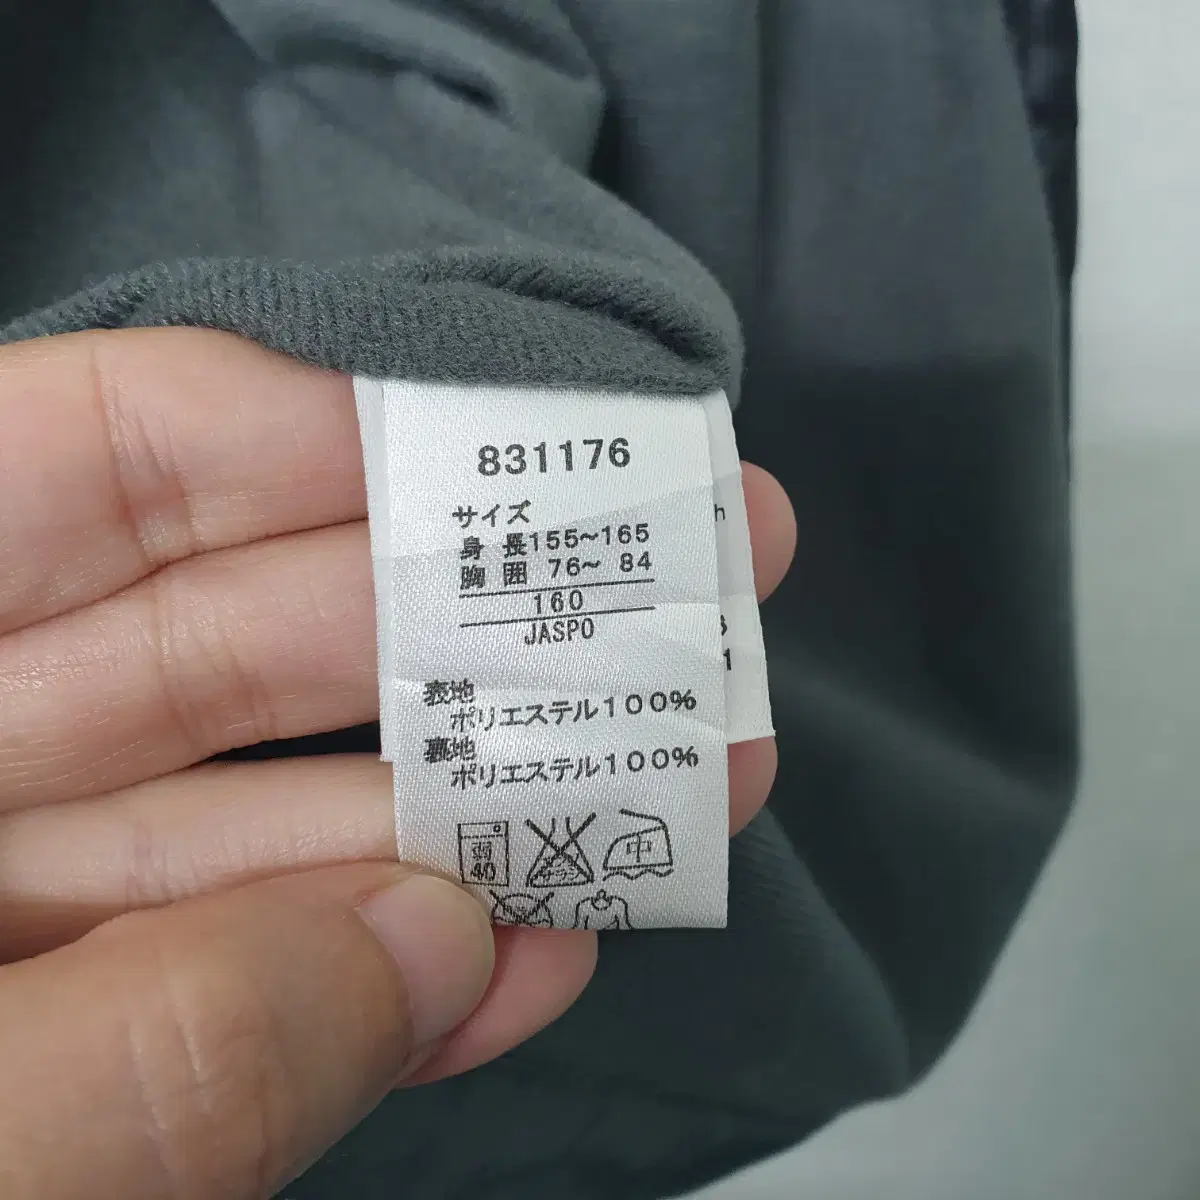 831176
サイズ
身 長155~165
胸 囲 76~ 84
160
JASPO
表地
ポリエステル100%
裏地
ポリエステル100%
弱
40
中
h
1